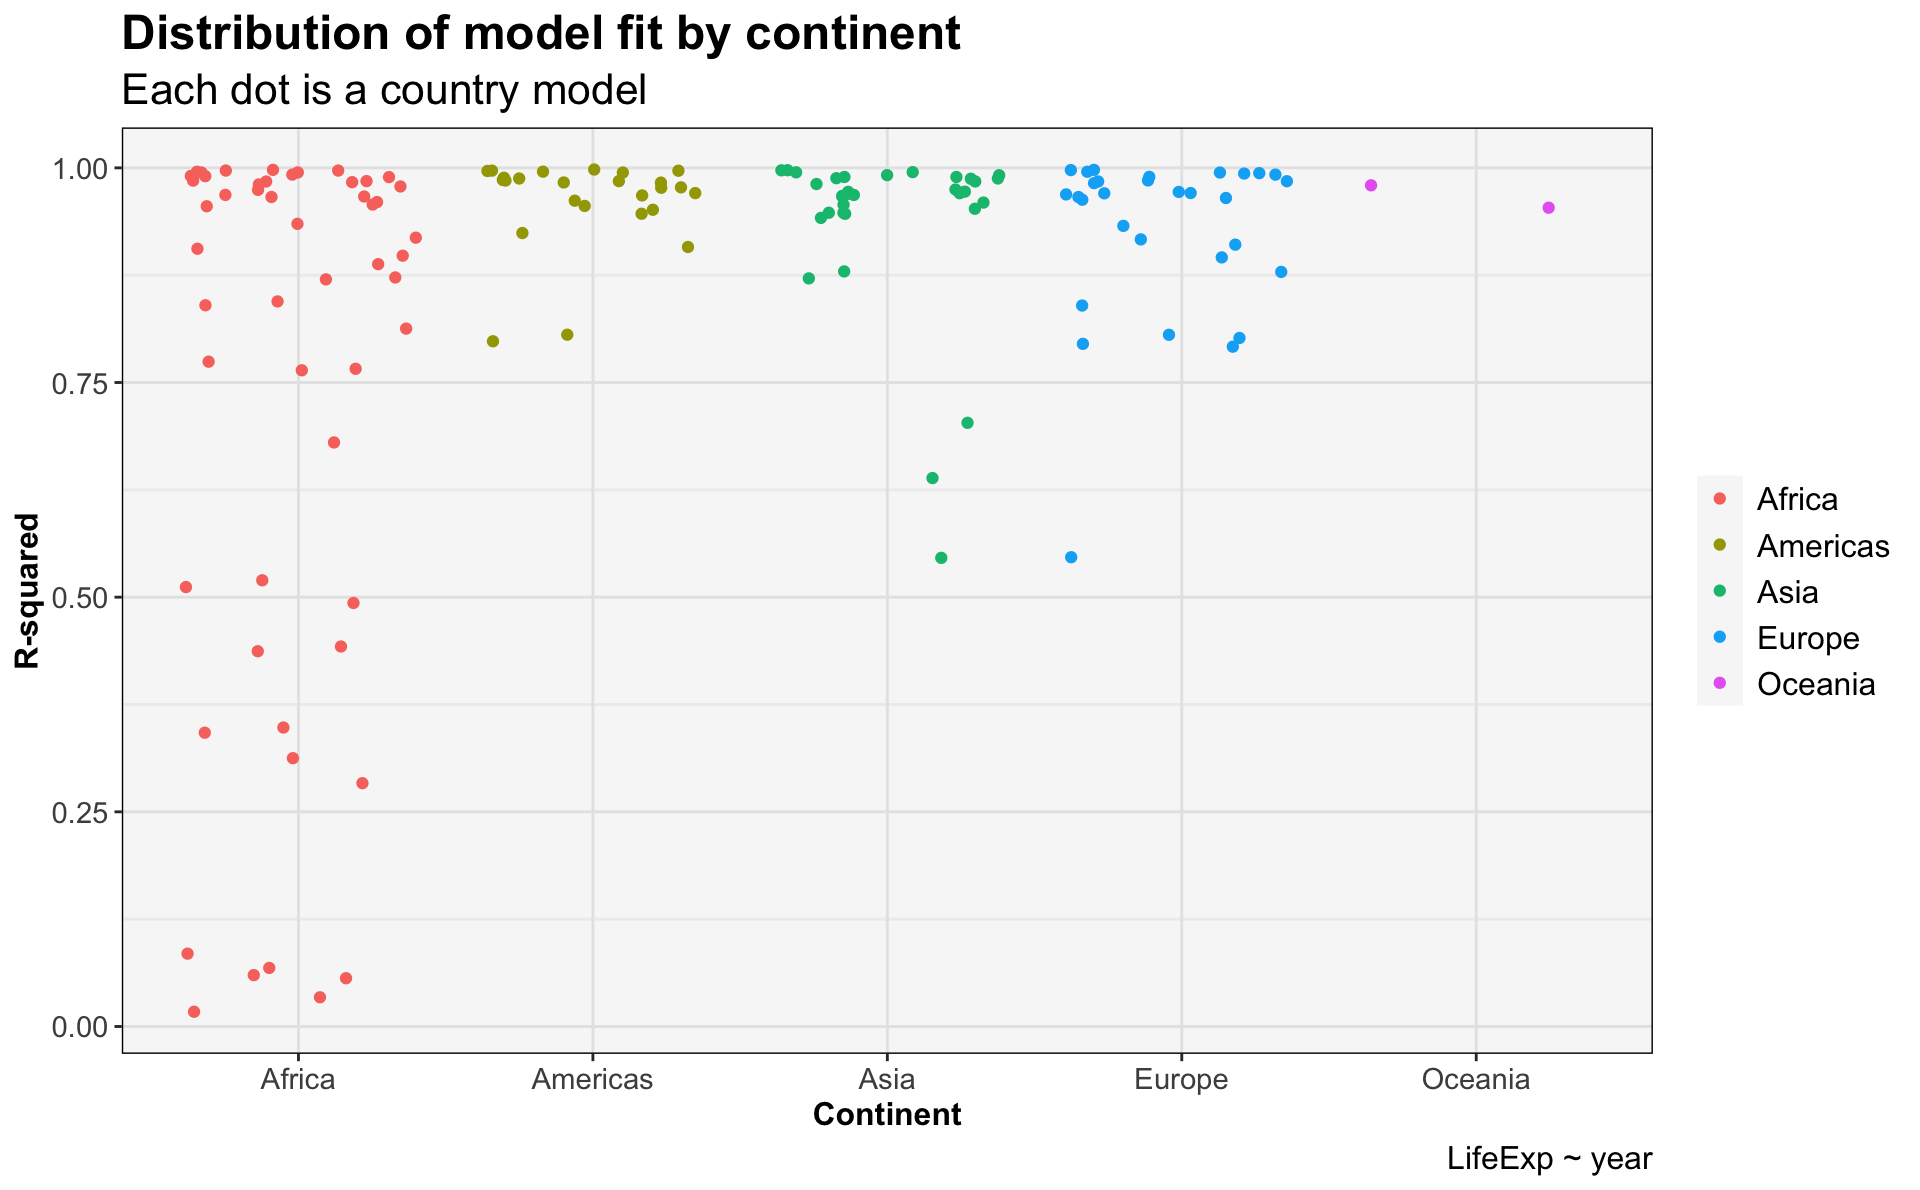 Distribution of model fit by continent
Each dot is a country model
R-squared
1.00
0.75
0.50
0.25
0.00
Africa
Americas
Asia
Europe
Oceania
Continent
LifeExp ~ year
Africa
Americas
Asia
Europe
Oceania